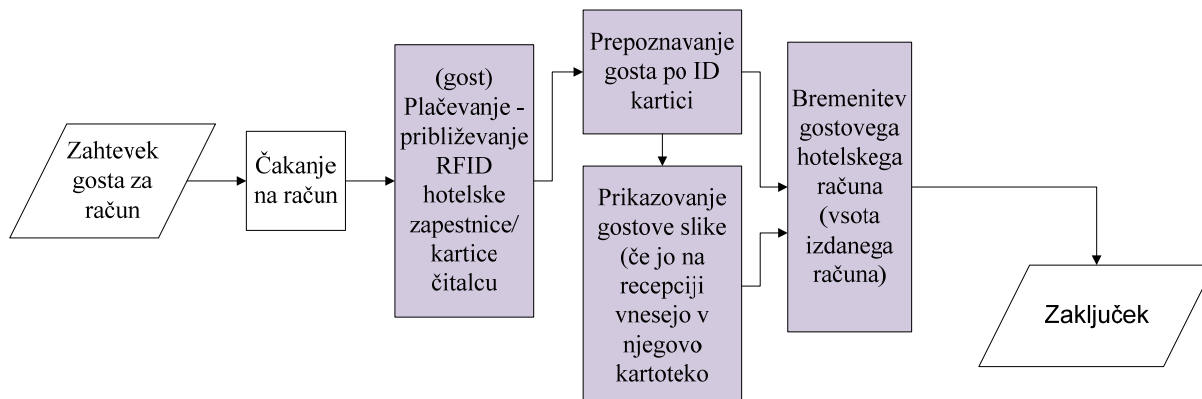 Zahtevek
gosta za
račun
Čakanje
na račun
(gost)
Plačevanje -
približevanje
RFID
hotelske
zapestnice/
kartice
čitalcu
Prepoznavanje
gosta po ID
kartici
Prikazovanje
gostove slike
(če jo na
recepciji
vnesejo v
njegovo
kartoteko
Bremenitev
gostovega
hotelskega
računa
(vsota
izdanega
računa)
Zaključek